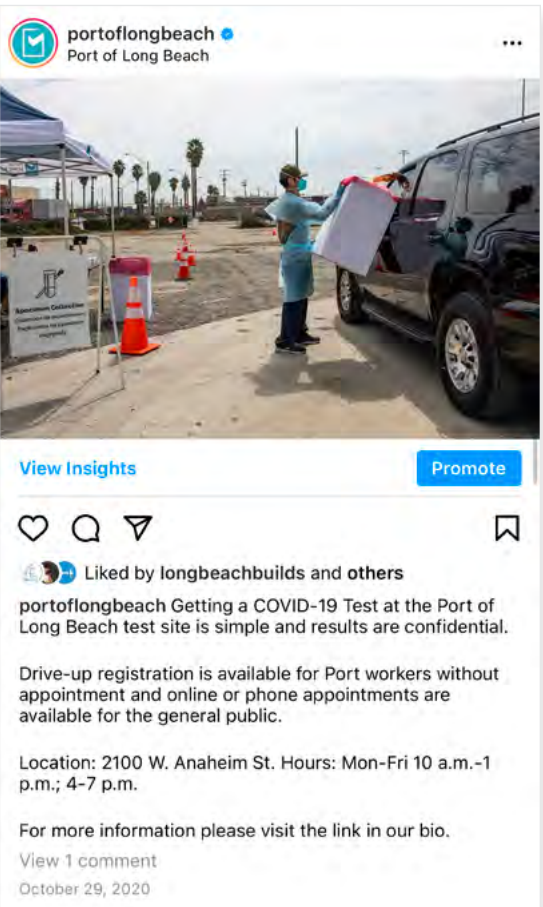 portoflongbeach
Port of Long Beach
Specimen Collection
View Insights
Promote
Liked by longbeachbuilds and others
portoflongbeach Getting a COVID-19 Test at the Port of
Long Beach test site is simple and results are confidential.
Drive-up registration is available for Port workers without
appointment and online or phone appointments are
available for the general public.
Location: 2100 W. Anaheim St. Hours: Mon-Fri 10 a.m.-1
p.m.; 4-7 p.m.
For more information please visit the link in our bio.
View 1 comment
October 29, 2020